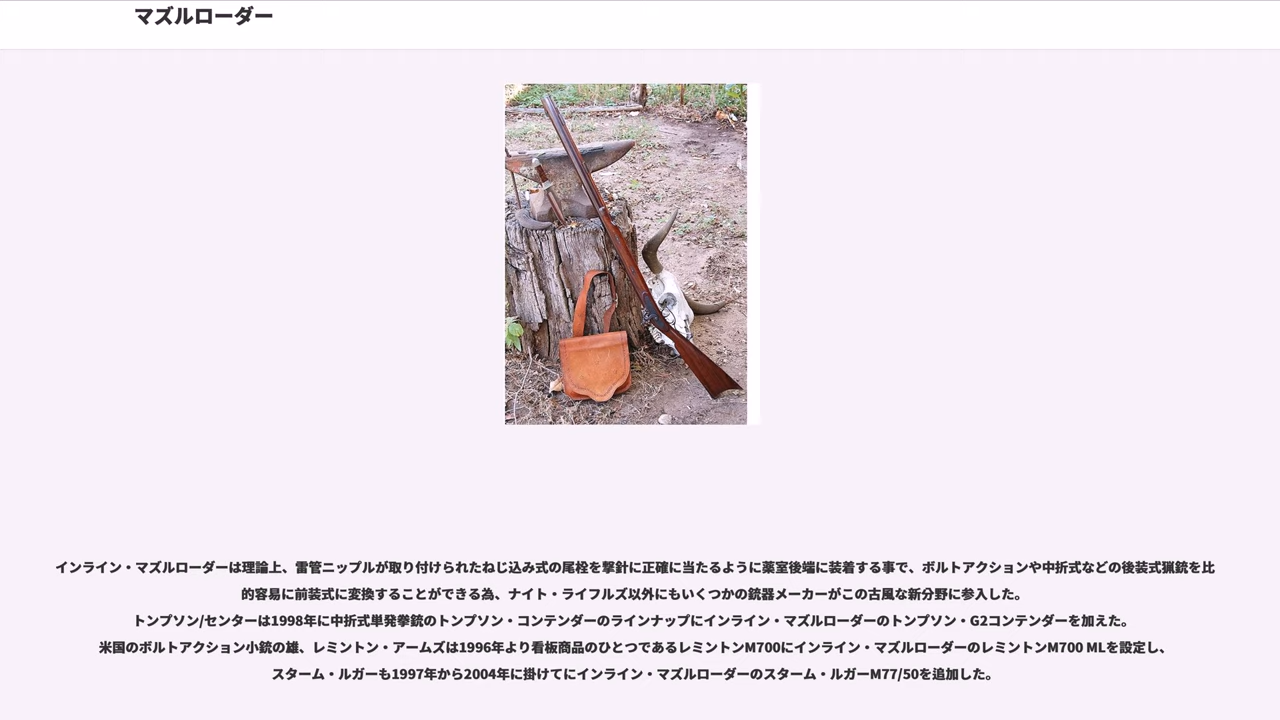 マズルローダー
インライン・マズルローダーは理論上、雷管ニップルが取り付けられたねじ込み式の尾栓を撃針に正確に当たるように薬室後端に装着する事で、ボルトアクションや中折式などの後装式猟銃を比
的容易に前装式に変換することができる為、ナイト・ライフルズ以外にもいくつかの銃器メーカーがこの古風な新分野に参入した。
トンプソン/センターは1998年に中折式単発拳銃のトンプソン・コンテンダーのラインナップにインライン・マズルローダーのトンプソン・G2コンテンダーを加えた。
米国のボルトアクション小銃の雄、レミントン・アームズは1996年より看板商品のひとつであるレミントンM700にインライン・マズルローダーのレミントンM700 MLを設定し、
スターム・ルガーも1997年から2004年に掛けてにインライン・マズルローダーのスターム・ルガーM77/50を追加した。